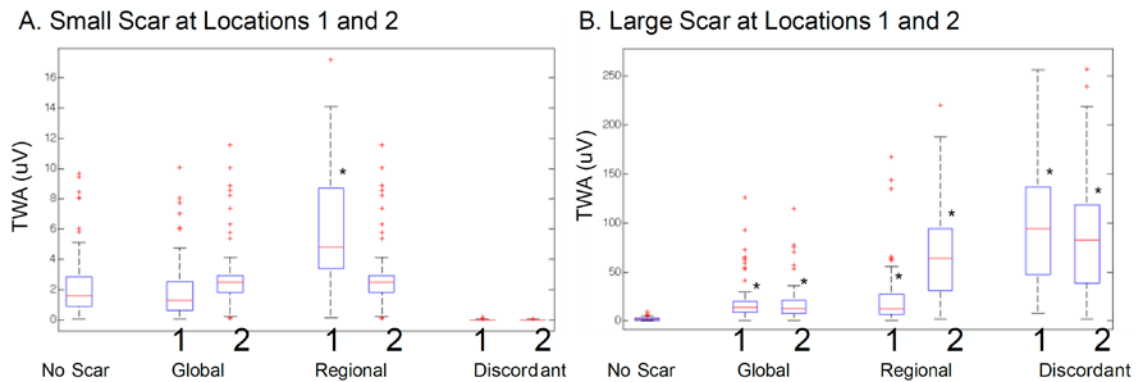 A. Small Scar at Locations 1 and 2
TWA (uV)
16
14
12
10
8
6
4
2
0
*
1 2 1 2 1 2
No Scar Global Regional Discordant
B. Large Scar at Locations 1 and 2
TWA (uV)
250
200
150
100
50
0
* * * * * *
1 2 1 2 1 2
No Scar Global Regional Discordant